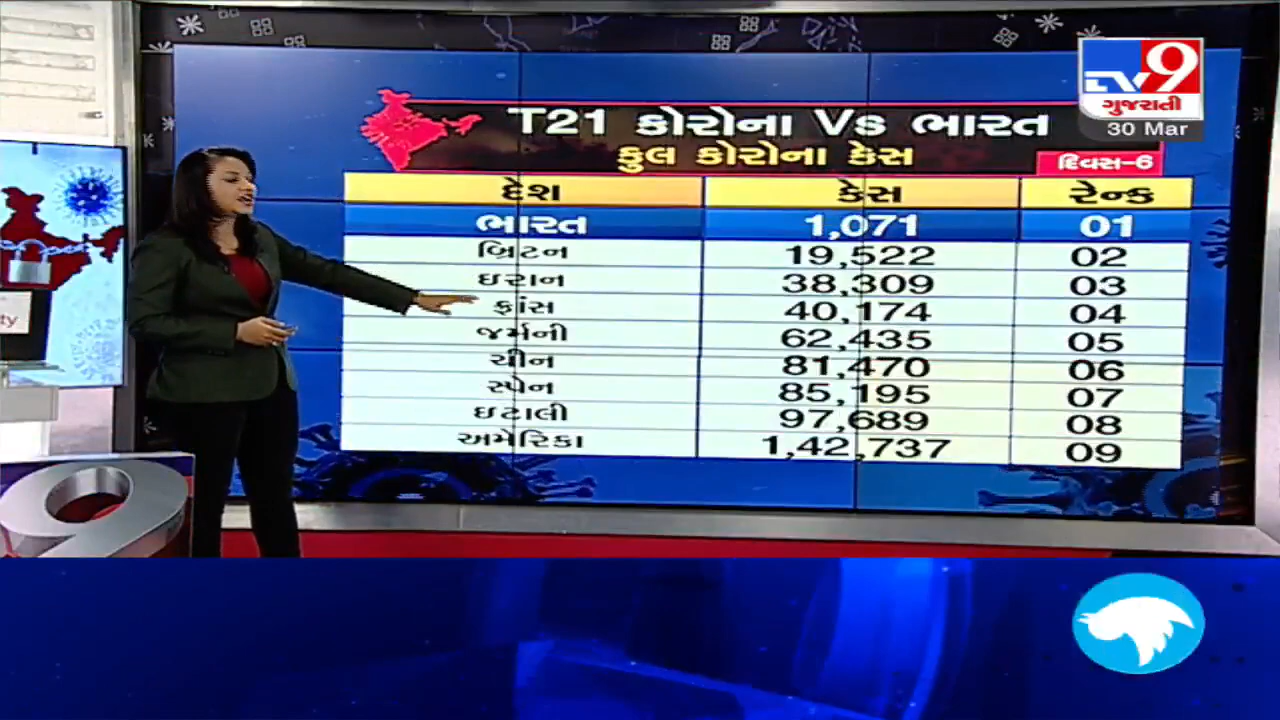 TV9
ગુજરાતી
30 Mar
T21 કોરોના Vs ભારત
કુલ કોરોના કેસ
દિવસ-6
દેશ કેસ રેન્ક
ભારત 1,071 01
બ્રિટન 19,522 02
ઇરાન 38,309 03
ફ્રાંસ 40,174 04
જર્મની 62,435 05
ચીન 81,470 06
સ્પેન 85,195 07
ઇટાલી 97,689 08
અમેરિકા 1,42,737 09
ty
9